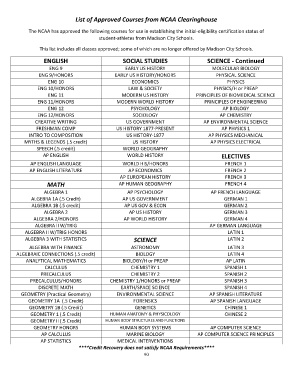 List of Approved Courses from NCAA Clearinghouse
The NCAA has approved the following courses for use in establishing the initial-eligibility certification status of
student-athletes from Madison City Schools.
This list includes all classes approved; some of which are no longer offered by Madison City Schools.
ENGLISH SOCIAL STUDIES SCIENCE - Continued
ENG 9 EARLY US HISTORY MOLECULAR BIOLOGY
ENG 9/HONORS EARLY US HISTORY/HONORS PHYSICAL SCIENCE
ENG 10 ECONOMICS PHYSICS
ENG 10/HONORS LAW & SOCIETY PHYSICS/H or PREAP
ENG 11 MODERN US HISTORY PRINCIPLES OF BIOMEDICAL SCIENCE
ENG 11/HONORS MODERN WORLD HISTORY PRINCIPLES OF ENGINEERING
ENG 12 PSYCHOLOGY AP BIOLOGY
ENG 12/HONORS SOCIOLOGY AP CHEMISTRY
CREATIVE WRITING US GOVERNMENT AP ENVIRONMENTAL SCIENCE
FRESHMAN COMP US HISTORY 1877-PRESENT AP PHYSICS 1
INTRO TO COMPOSITION US HISTORY TO-1877 AP PHYSICS MECHANICAL
MYTHS & LEGENDS (.5 credit) US HISTORY AP PHYSICS ELECTRICAL
SPEECH (.5 credit) WORLD GEOGRAPHY
AP ENGLISH WORLD HISTORY ELECTIVES
AP ENGLISH LANGUAGE WORLD HIS/HONORS FRENCH 1
AP ENGLISH LITERATURE AP ECONOMICS FRENCH 2
AP EUROPEAN HISTORY FRENCH 3
MATH AP HUMAN GEOGRAPHY FRENCH 4
ALGEBRA 1 AP PSYCHOLOGY AP FRENCH LANGUAGE
ALGEBRA 1A (.5 Credit) AP US GOVERNMENT GERMAN 1
ALGEBRA 1B (.5 credit) AP US GOV & ECON GERMAN 2
ALGEBRA 2 AP US HISTORY GERMAN 3
ALGEBRA 2/HONORS AP WORLD HISTORY GERMAN 4
ALGEBRA II W/TRIG AP GERMAN LANGUAGE
ALGEBRA II W/TRIG HONORS LATIN 1
ALGEBRA 3 WITH STATISTICS SCIENCE LATIN 2
ALGEBRA WITH FINANCE ASTRONOMY LATIN 3
ALGEBRAIC CONNECTIONS (.5 credit) BIOLOGY LATIN 4
ANALYTICAL MATHEMATICS BIOLOGY/H or PREAP AP LATIN
CALCULUS CHEMISTRY 1 SPANISH 1
PRECALCULUS CHEMISTRY 2 SPANISH 2
PRECALCULUS/HONORS CHEMISTRY 1/HONORS or PREAP SPANISH 3
DISCRETE MATH EARTH/SPACE SCIENCE SPANISH 4
GEOMETRY (Practical Geometry) ENVIRONMENTAL SCIENCE AP SPANISH LITERATURE
GEOMETRY 1A (.5 Credit) FORENSICS AP SPANISH LANGUAGE
GEOMETRY 1B (.5 Credit) GENETICS CHINESE 1
GEOMETRY I (.5 Credit) HUMAN ANATOMY & PHYSICOLOGY CHINESE 2
GEOMETRY II (.5 Credit) HUMAN BODY STRUCTURES AND FUNCTIONS
GEOMETRY HONORS HUMAN BODY SYSTEMS AP COMPUTER SCIENCE
AP CALCULUS MARINE BIOLOGY AP COMPUTER SCIENCE PRINCIPLES
AP STATISTICS MEDICAL INTERVENTIONS
****Credit Recovery does not satisfy NCAA Requirements****